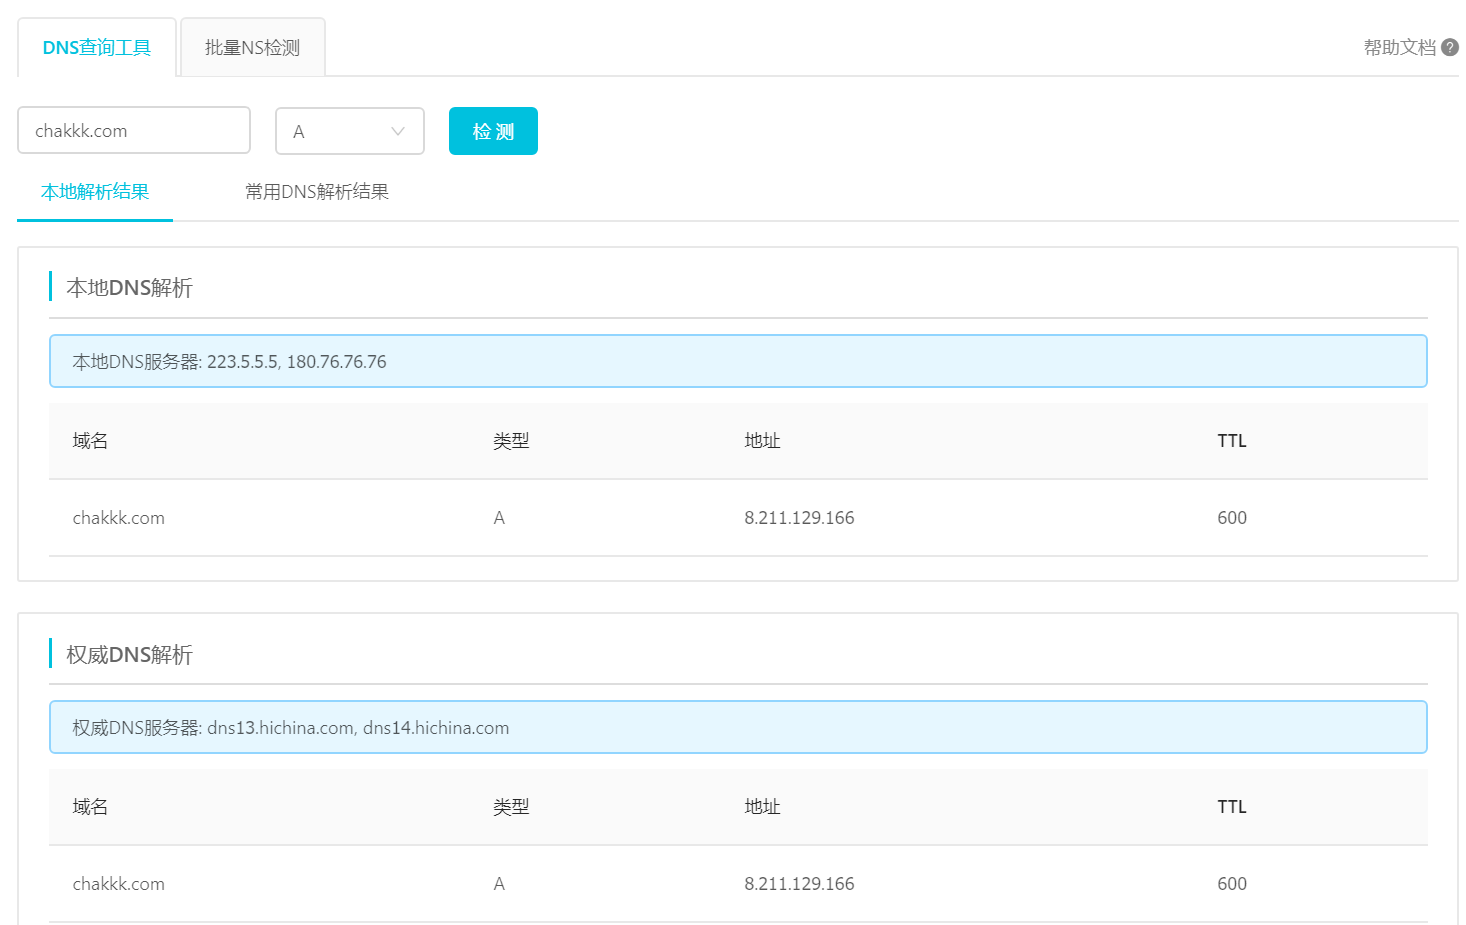 DNS查询工具 批量NS检测 帮助文档 ?
chakkk.com A 检 测
本地解析结果 常用DNS解析结果
本地DNS解析
本地DNS服务器: 223.5.5.5, 180.76.76.76
域名 类型 地址 TTL
chakkk.com A 8.211.129.166 600
权威DNS解析
权威DNS服务器: dns13.hichina.com, dns14.hichina.com
域名 类型 地址 TTL
chakkk.com A 8.211.129.166 600